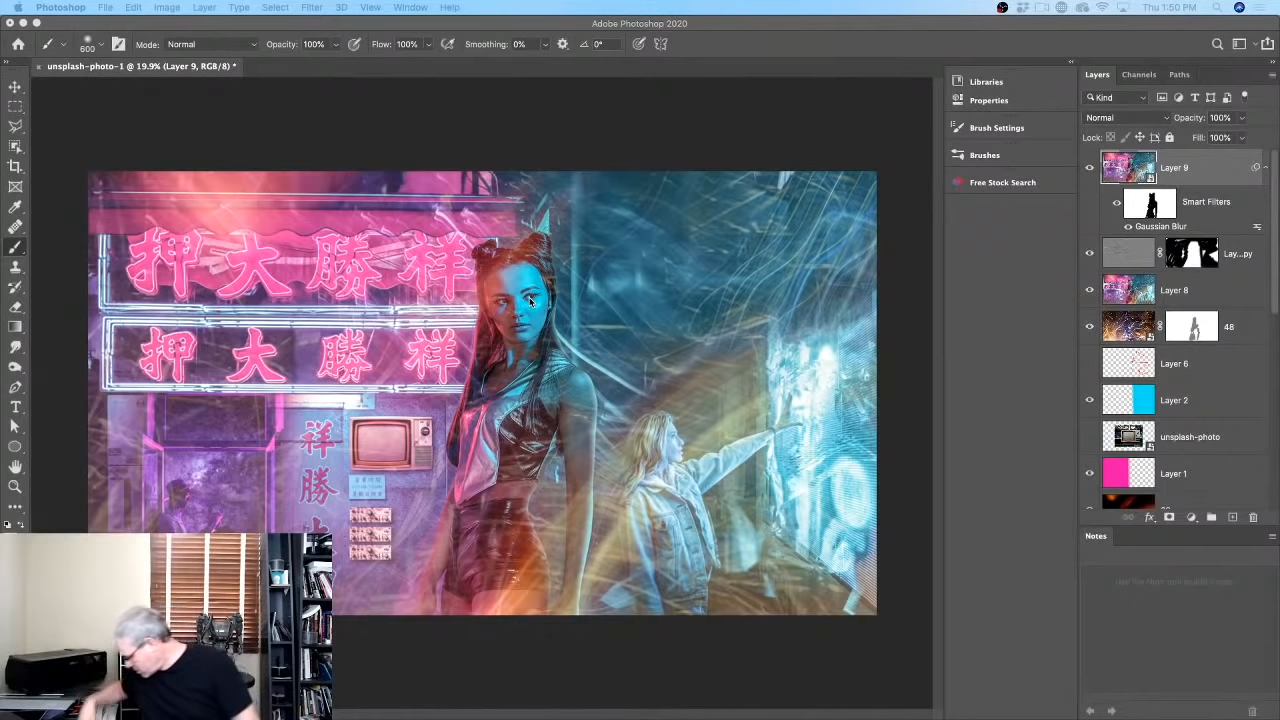 Photoshop File Edit Image Layer Type Select Filter 3D View Window Help Thu 1:50 PM
Adobe Photoshop 2020
600 Mode: Normal Opacity: 100% Flow: 100% Smoothing: 0% 0°
× unsplash-photo-1 @ 19.9% (Layer 9, RGB/8) *
Libraries
Properties
Brush Settings
Brushes
Free Stock Search
Layers Channels Paths
Kind
Normal Opacity: 100%
Lock: Fill: 100%
Layer 9
Smart Filters
Gaussian Blur
Lay...py
Layer 8
48
Layer 6
Layer 2
unsplash-photo
Layer 1
fx
Notes
押大勝祥
押大勝祥
祥
勝